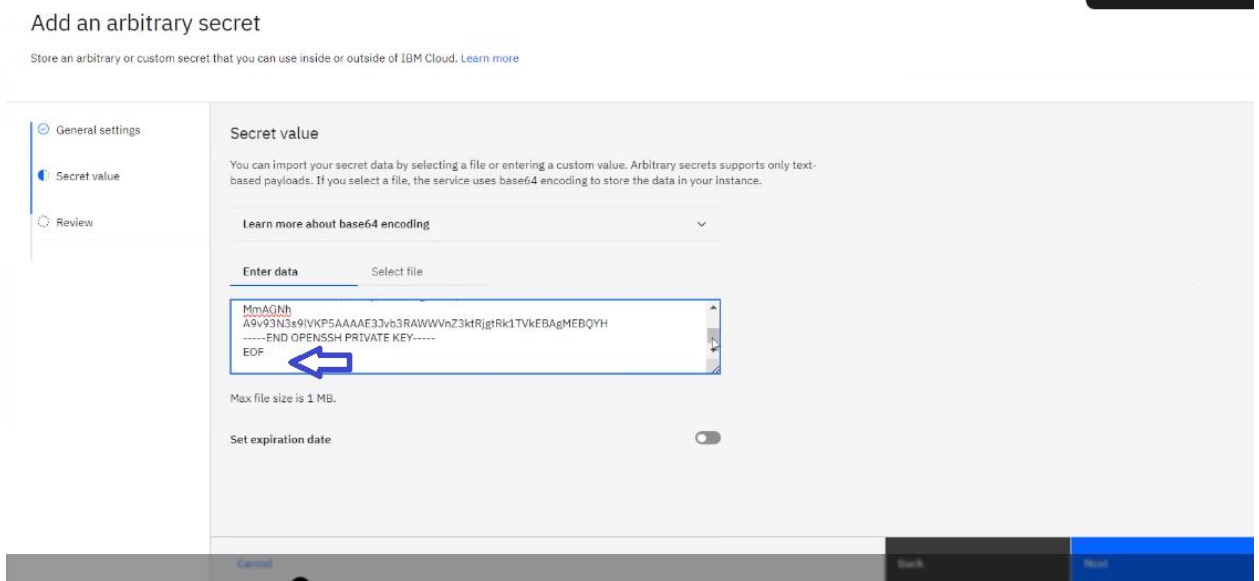 Add an arbitrary secret
Store an arbitrary or custom secret that you can use inside or outside of IBM Cloud. Learn more
General settings
Secret value
Review
Secret value
You can import your secret data by selecting a file or entering a custom value. Arbitrary secrets supports only text-
based payloads. If you select a file, the service uses base64 encoding to store the data in your instance.
Learn more about base64 encoding
Enter data
Select file
MmAGNh
A9v93N3s9lVKP5AAAAE3Jvb3RAWWVnZ3ktRjgtRk1TVkEBAgMEBQYH
-----END OPENSSH PRIVATE KEY-----
EOF
Max file size is 1 MB.
Set expiration date
Cancel
Back
Next